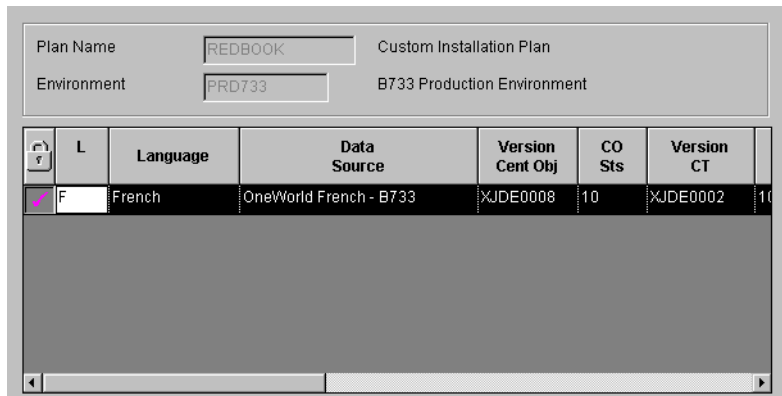 Plan Name REDBOOK Custom Installation Plan
Environment PRD733 B733 Production Environment
L Language Data Source Version Cent Obj CO Sts Version CT
F French OneWorld French - B733 XJDE0008 10 XJDE0002 10